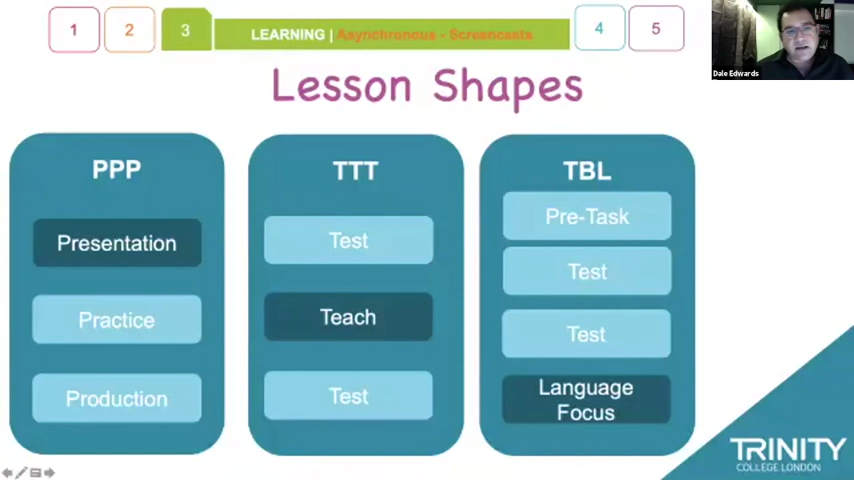 1
2
3
LEARNING | Asynchronous - Screencasts
4
5
Dale Edwards
Lesson Shapes
PPP
Presentation
Practice
Production
TTT
Test
Teach
Test
TBL
Pre-Task
Test
Test
Language
Focus
TRINITY
COLLEGE LONDON